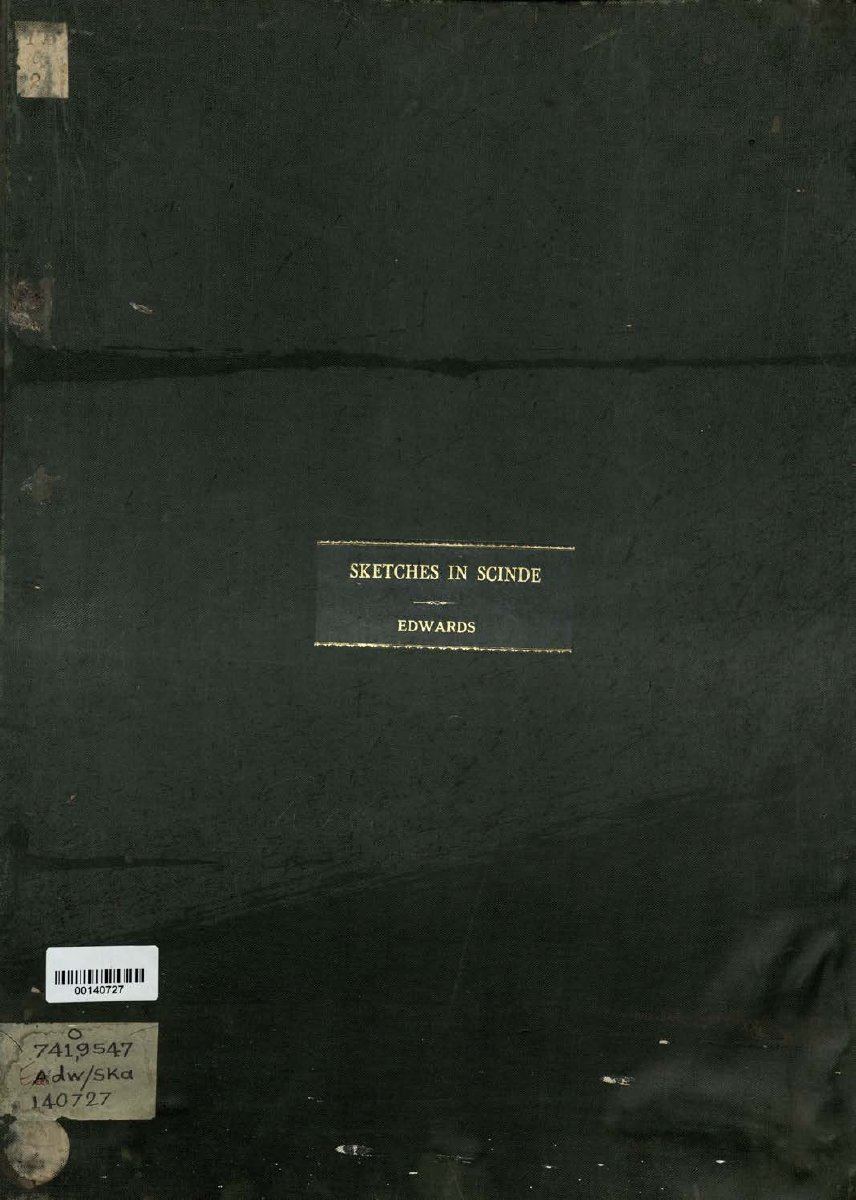 SKETCHES IN SCINDE
EDWARDS
00140727
O
741,9547
Adw/SKa
140727